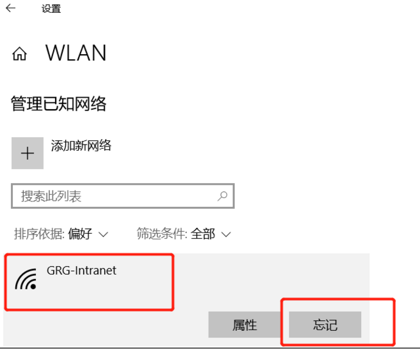 设置
WLAN
管理已知网络
添加新网络
搜索此列表
排序依据: 偏好 筛选条件: 全部
GRG-Intranet
属性 忘记